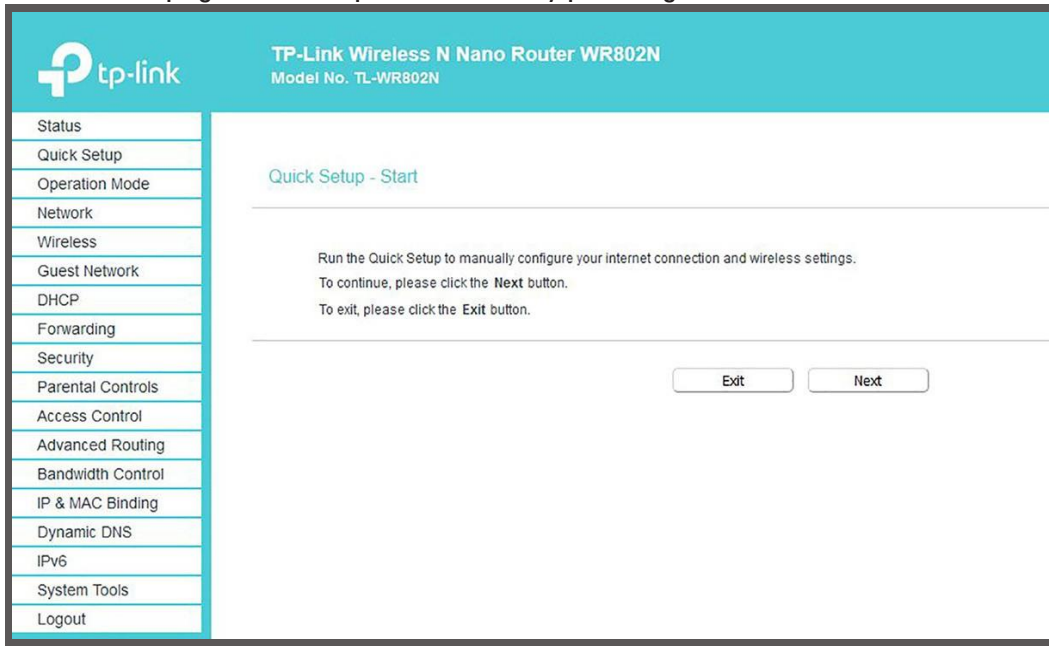 tp-link
TP-Link Wireless N Nano Router WR802N
Model No. TL-WR802N
Status
Quick Setup
Operation Mode
Network
Wireless
Guest Network
DHCP
Forwarding
Security
Parental Controls
Access Control
Advanced Routing
Bandwidth Control
IP & MAC Binding
Dynamic DNS
IPv6
System Tools
Logout
Quick Setup - Start
Run the Quick Setup to manually configure your internet connection and wireless settings.
To continue, please click the Next button.
To exit, please click the Exit button.
Exit
Next